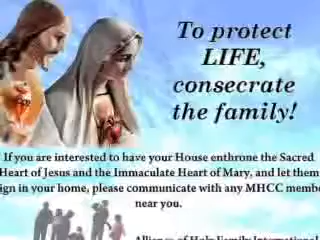 To protect
LIFE,
consecrate
the family!
If you are interested to have your House enthrone the Sacred
Heart of Jesus and the Immaculate Heart of Mary, and let them
ign in your home, please communicate with any MHCC membe
near you.
Alliance of Holy Family International